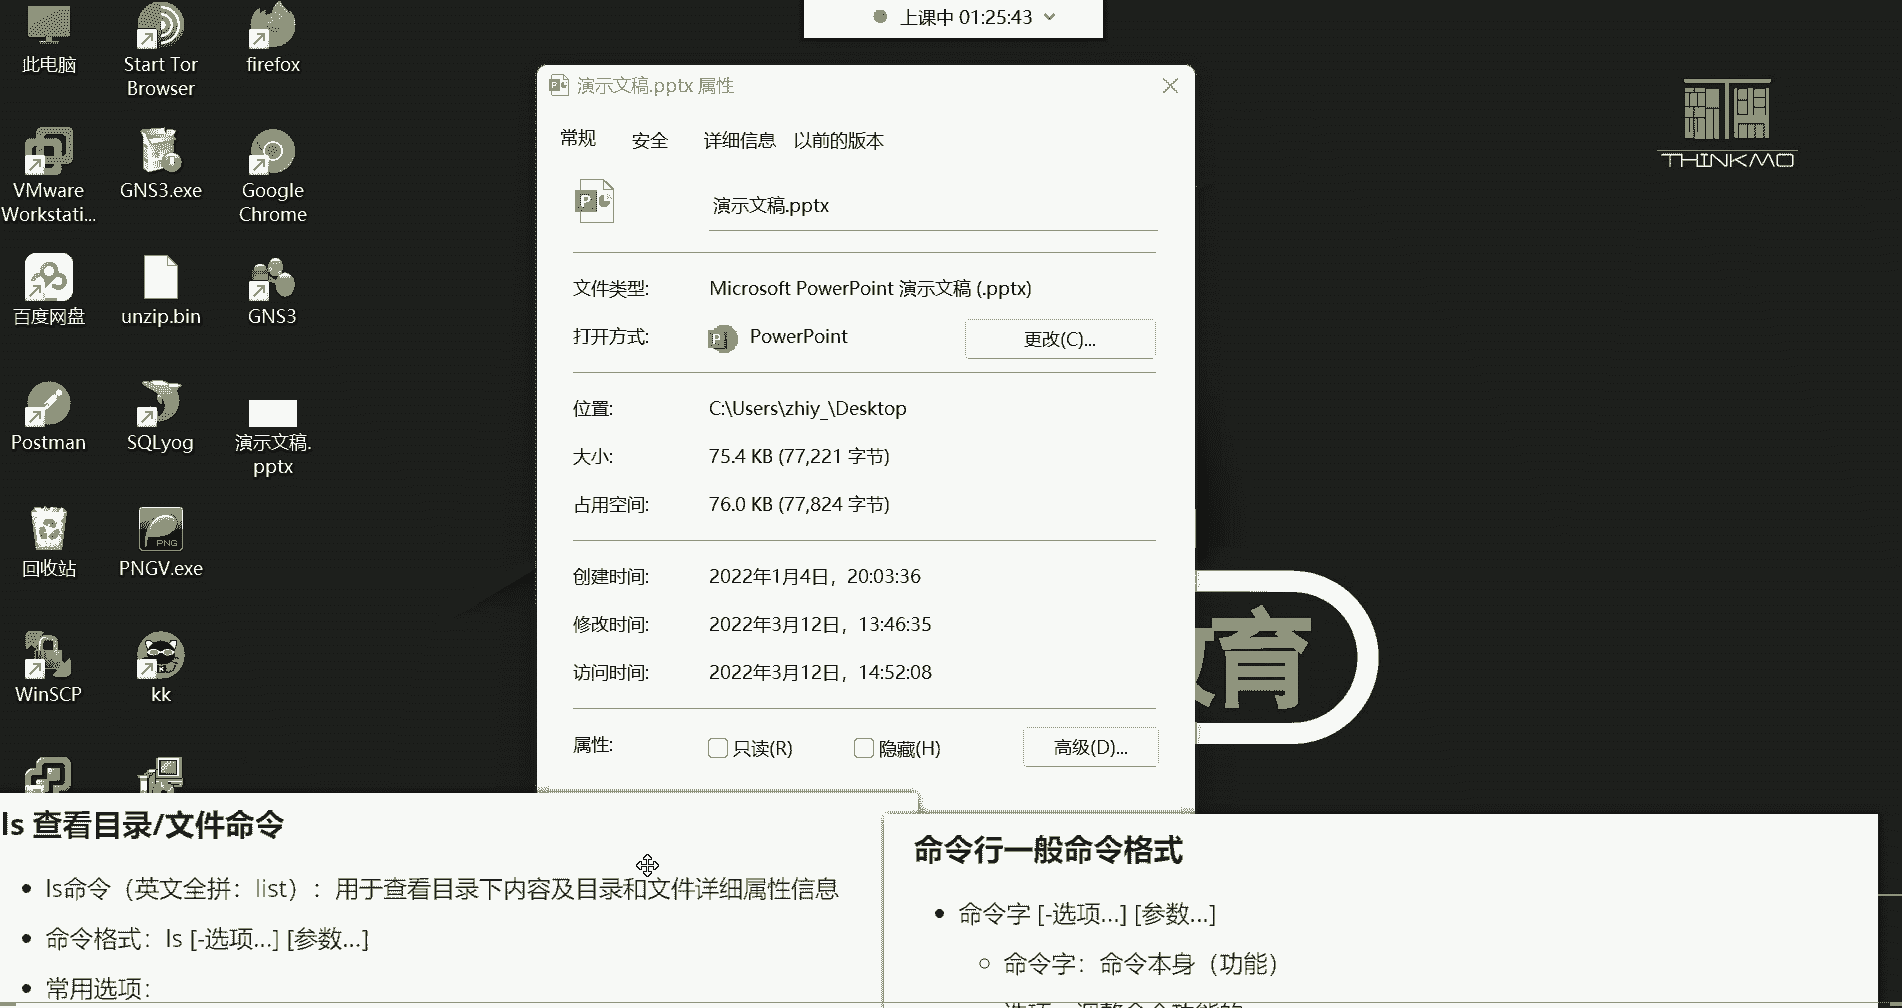 上课中 01:25:43
此电脑
Start Tor
Browser
firefox
VMware
Workstati...
GNS3.exe
Google
Chrome
百度网盘
unzip.bin
GNS3
Postman
SQLyog
演示文稿.
pptx
回收站
PNG
PNGV.exe
WinSCP
kk
THINKMO
演示文稿.pptx 属性
常规 安全 详细信息 以前的版本
演示文稿.pptx
文件类型: Microsoft PowerPoint 演示文稿 (.pptx)
打开方式: PowerPoint 更改(C)...
位置: C:\Users\zhiy_\Desktop
大小: 75.4 KB (77,221 字节)
占用空间: 76.0 KB (77,824 字节)
创建时间: 2022年1月4日，20:03:36
修改时间: 2022年3月12日，13:46:35
访问时间: 2022年3月12日，14:52:08
属性: 只读(R) 隐藏(H) 高级(D)...
育
ls 查看目录/文件命令
ls命令（英文全拼：list）：用于查看目录下内容及目录和文件详细属性信息
命令格式：ls [-选项...] [参数...]
常用选项：
命令行一般命令格式
命令字 [-选项...] [参数...]
命令字：命令本身（功能）